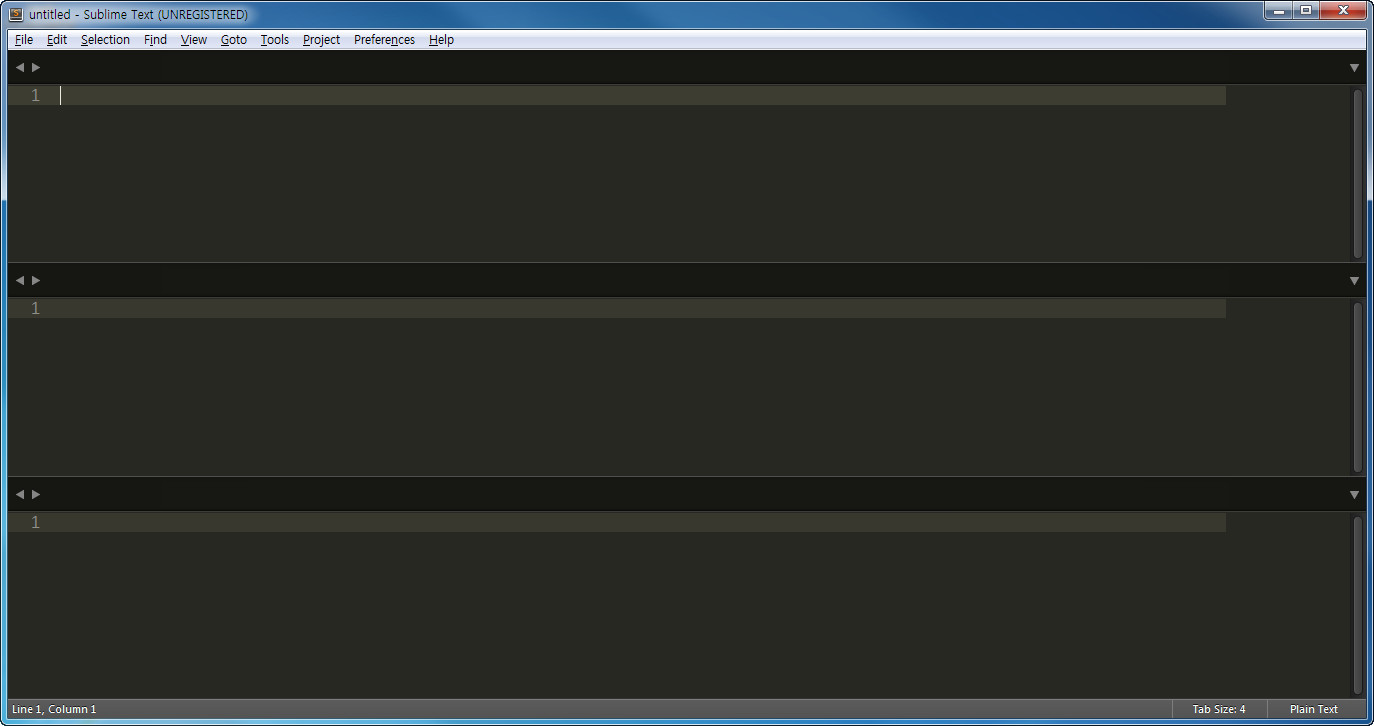 untitled - Sublime Text (UNREGISTERED)
File Edit Selection Find View Goto Tools Project Preferences Help
1
1
1
Line 1, Column 1 Tab Size: 4 Plain Text